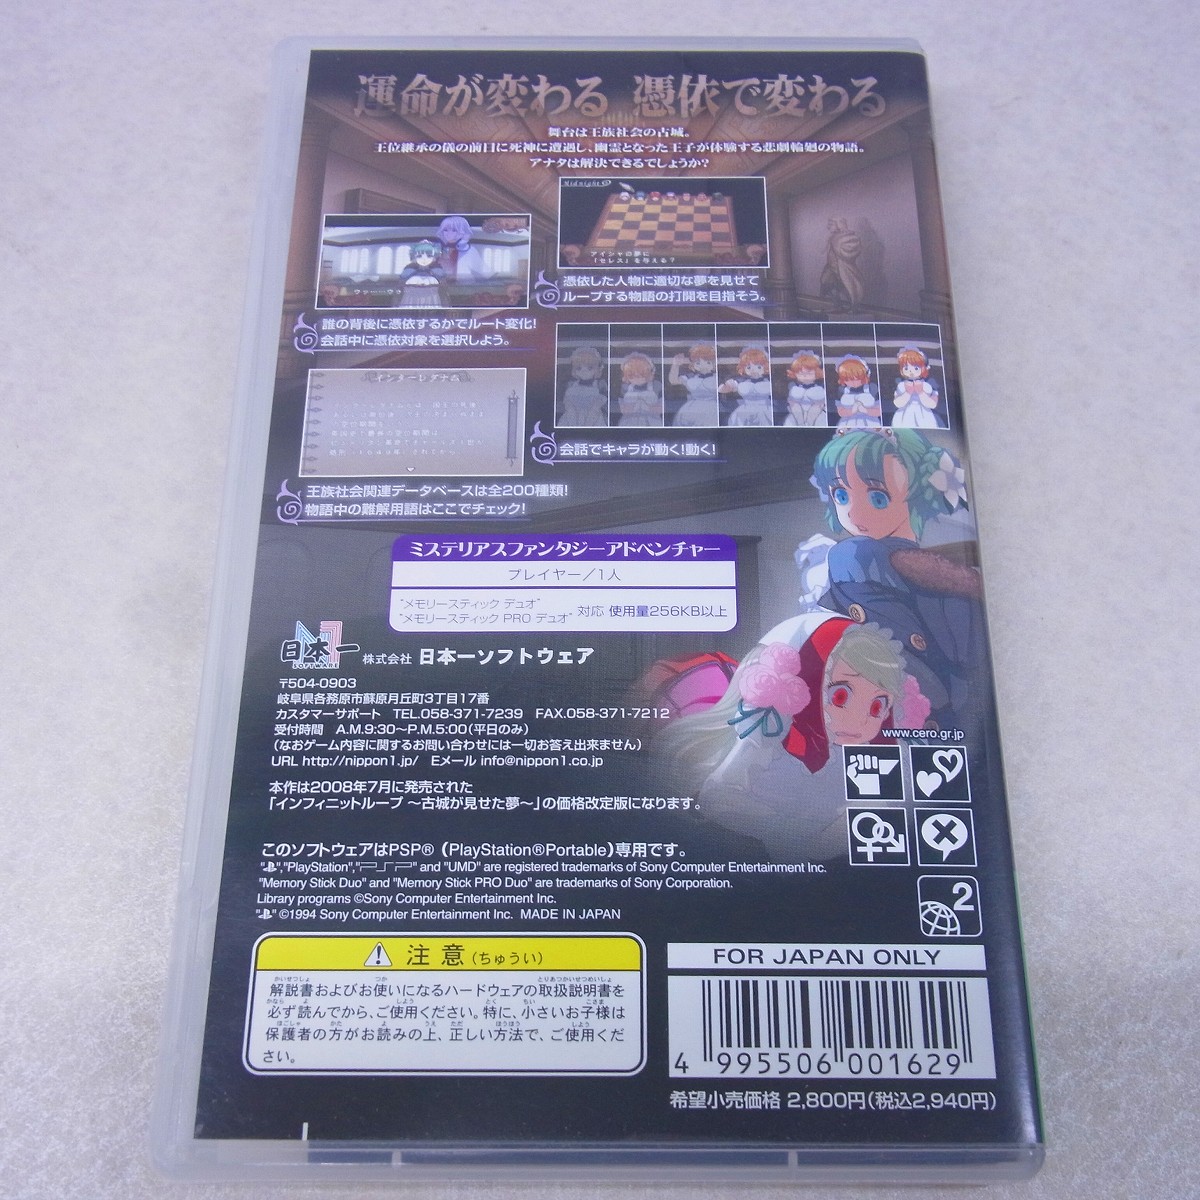 運命が変わる 憑依で変わる
舞台は王族社会の古城。
王位継承の儀の前日に死神に遭遇し、幽霊となった王子が体験する悲劇輪廻の物語。
アナタは解決できるでしょうか?
Midnight
アイシャの夢に
「セレス」を与える?
憑依した人物に適切な夢を見せて
ループする物語の打開を目指そう。
誰の背後に憑依するかでルート変化!
会話中に憑依対象を選択しよう。
インターレグナム
会話でキャラが動く!動く!
王族社会関連データベースは全200種類!
物語中の難解用語はここでチェック!
ミステリアスファンタジーアドベンチャー
プレイヤー/1人
"メモリースティック デュオ"
"メモリースティック PRO デュオ" 対応 使用量256KB以上
日本一
SOFTWARE
株式会社 日本一ソフトウェア
〒504-0903
岐阜県各務原市蘇原月丘町3丁目17番
カスタマーサポート TEL.058-371-7239 FAX.058-371-7212
受付時間 A.M.9:30〜P.M.5:00(平日のみ)
(なおゲーム内容に関するお問い合わせには一切お答え出来ません)
URL http://nippon1.jp/ Eメール info@nippon1.co.jp
www.cero.gr.jp
本作は2008年7月に発売された
「インフィニットループ 〜古城が見せた夢〜」の価格改定版になります。
このソフトウェアはPSP® (PlayStation®Portable)専用です。
"PS","PlayStation","PSP" and "UMD" are registered trademarks of Sony Computer Entertainment Inc.
"Memory Stick Duo" and "Memory Stick PRO Duo" are trademarks of Sony Corporation.
Library programs ©Sony Computer Entertainment Inc.
"PS" ©1994 Sony Computer Entertainment Inc. MADE IN JAPAN
2
注意(ちゅうい)
解説書およびお使いになるハードウェアの取扱説明書を
必ず読んでから、ご使用ください。特に、小さいお子様は
保護者の方がお読みの上、正しい方法で、ご使用くだ
さい。
FOR JAPAN ONLY
4 995506 001629
希望小売価格 2,800円(税込2,940円)